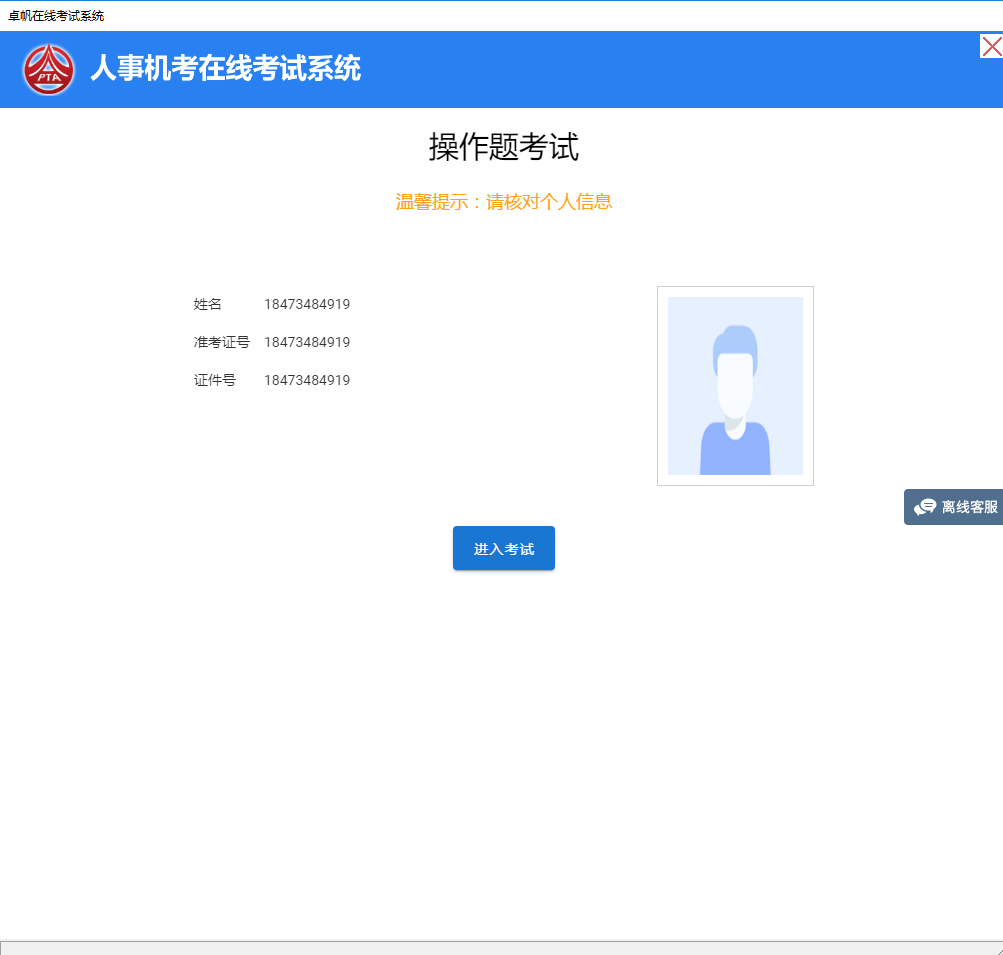 卓帆在线考试系统
PTA
人事机考在线考试系统
操作题考试
温馨提示：请核对个人信息
姓名 18473484919
准考证号 18473484919
证件号 18473484919
离线客服
进入考试